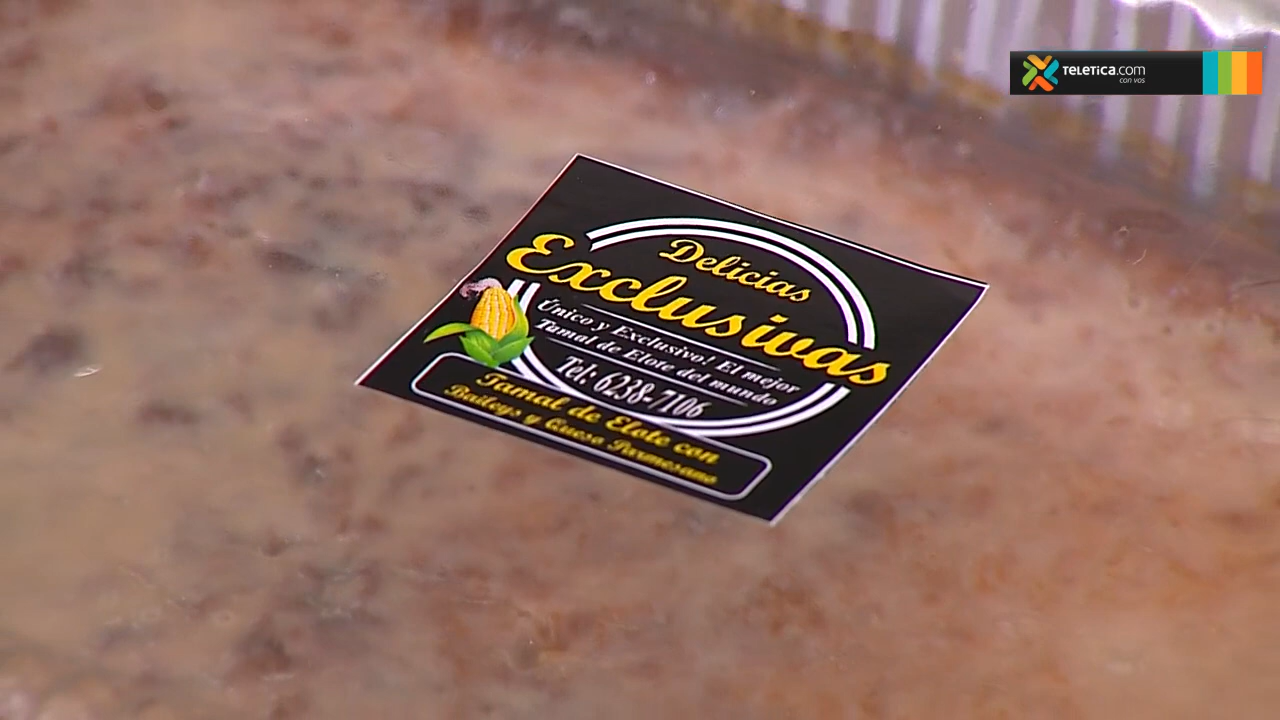 TELETICA.com
con vos
Delicias
Exclusivas
Único y Exclusivo! El mejor
Tamal de Elote del mundo
Tel: 6238-7106
Tamal de Elote con
Baileys y Queso Parmesano